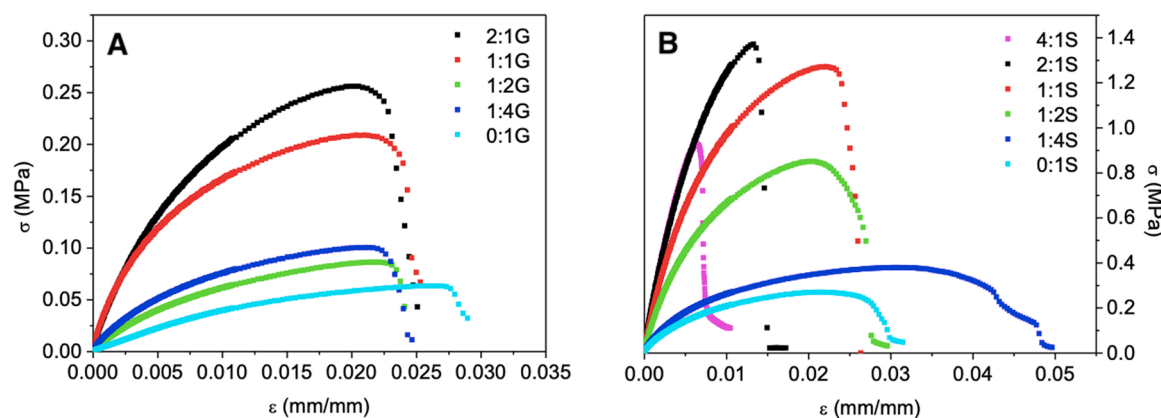 A
2:1G
1:1G
1:2G
1:4G
0:1G
0.30
0.25
0.20
0.15
0.10
0.05
0.00
σ (MPa)
0.000 0.005 0.010 0.015 0.020 0.025 0.030 0.035
ε (mm/mm)
B
4:1S
2:1S
1:1S
1:2S
1:4S
0:1S
1.4
1.2
1.0
0.8
0.6
0.4
0.2
0.0
σ (MPa)
0.00 0.01 0.02 0.03 0.04 0.05
ε (mm/mm)